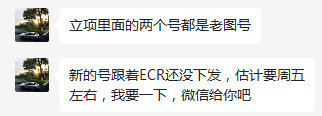 立项里面的两个号都是老图号
新的号跟着ECR还没下发，估计要周五
左右，我要一下，微信给你吧